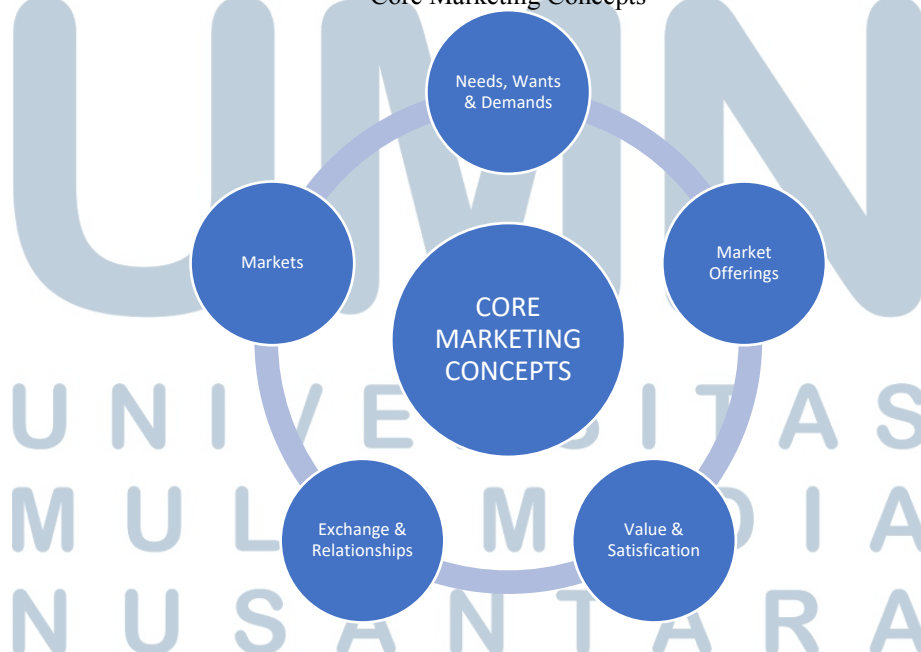 Core Marketing Concepts
UMN
Needs, Wants
& Demands
Markets
Market
Offerings
CORE
MARKETING
CONCEPTS
UNIVERSITAS
Exchange &
Relationships
Value &
Satisfication
MULTIMEDIA
NUSANTARA